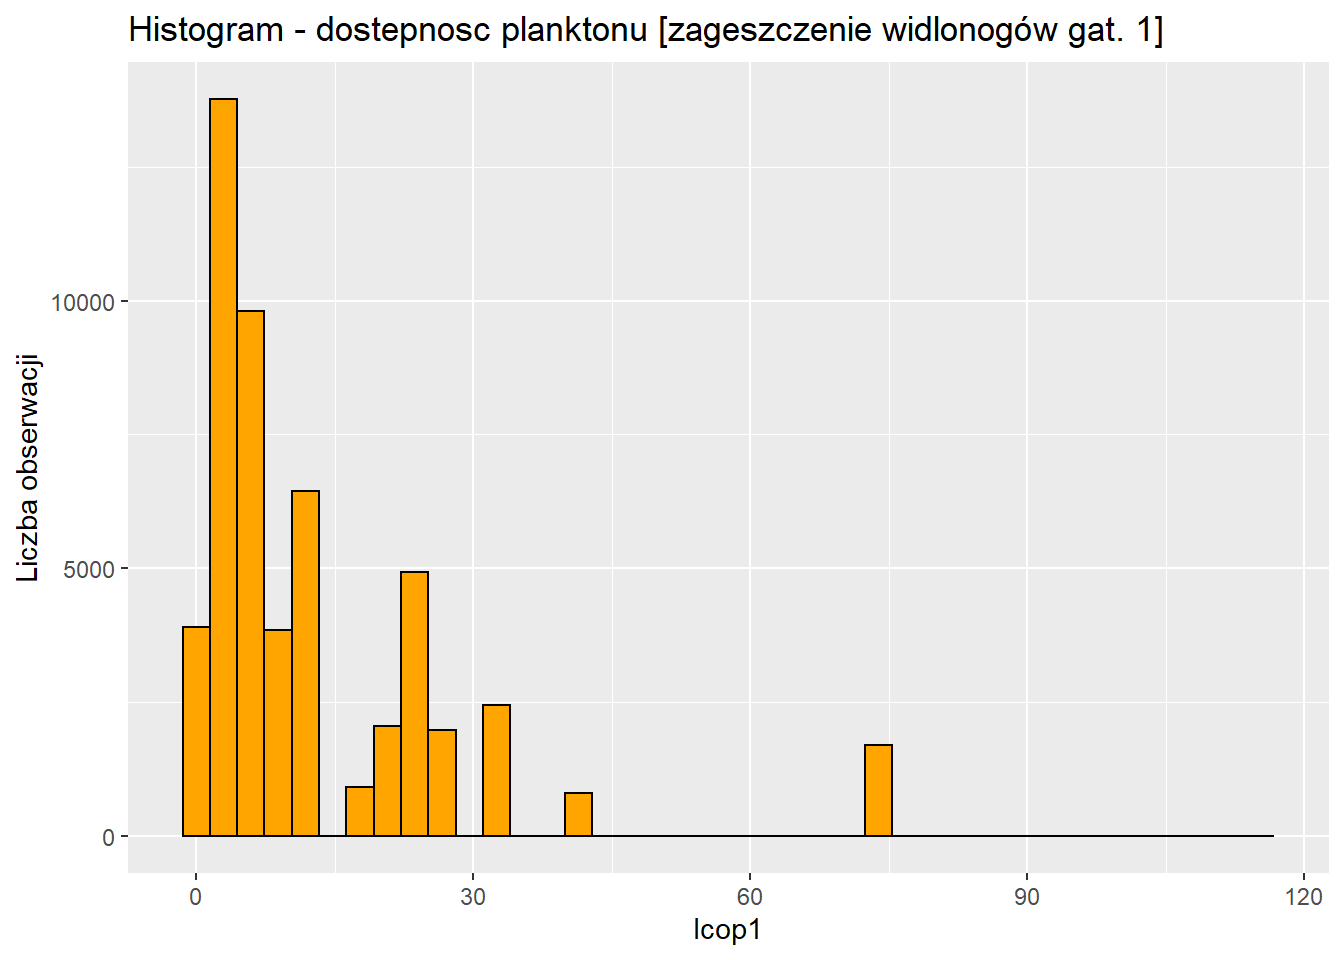 Histogram - dostepnosc planktonu [zageszczenie widlonogów gat. 1]
10000
5000
0
Liczba obserwacji
0 30 60 90 120
lcop1